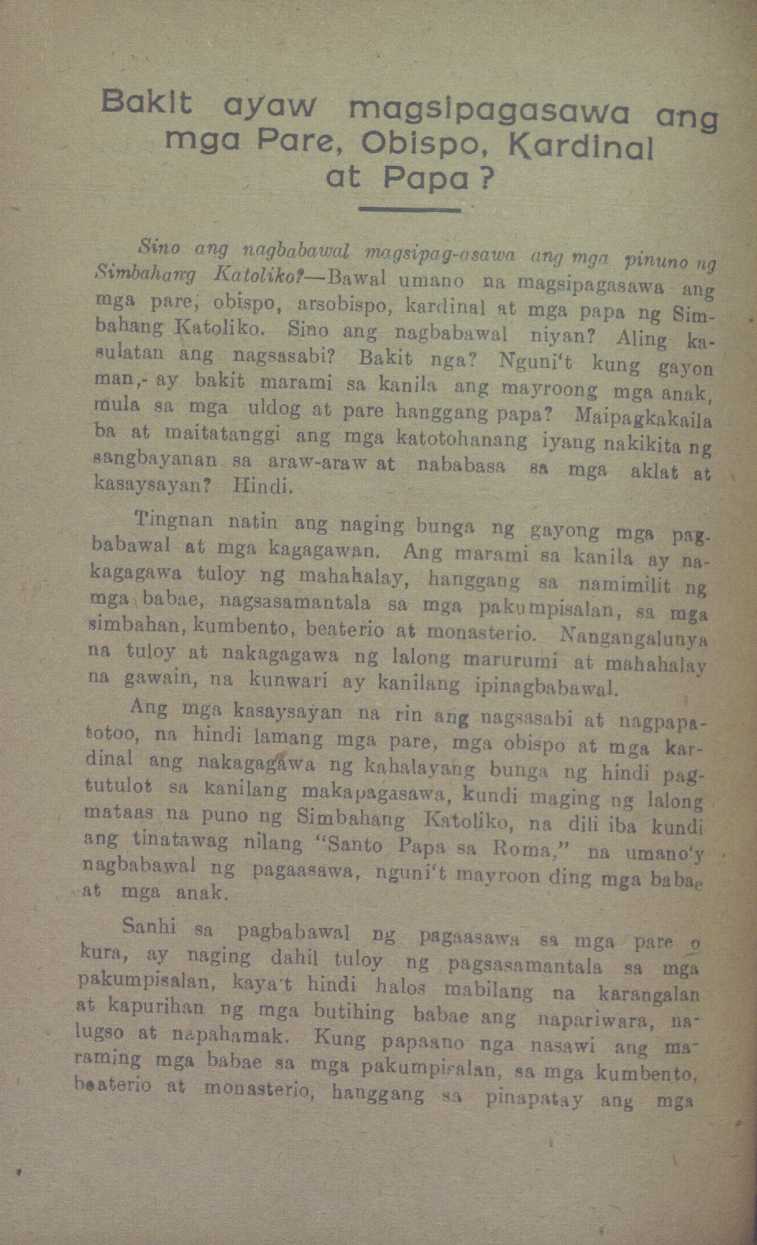 Bakit ayaw magsipagasawa ang
mga Pare, Obispo, Kardinal
at Papa?
Sino ang nagbabawal magsipag-asawa ang mga pinuno ng
Simbahang Katoliko?—Bawal umano na magsipagasawa ang
mga pare, obispo, arsobispo, kardinal at mga papa ng Sim-
bahang Katoliko. Sino ang nagbabawal niyan? Aling ka-
sulatan ang nagsasabi? Bakit nga? Nguni't kung gayon
man,- ay bakit marami sa kanila ang mayroong mga anak,
mula sa mga uldog at pare hanggang papa? Maipagkakaila
ba at maitatanggi ang mga katotohanang iyang nakikita ng
sangbayanan sa araw-araw at nababasa sa mga aklat at
kasaysayan? Hindi.
Tingnan natin ang naging bunga ng gayong mga pag-
babawal at mga kagagawan. Ang marami sa kanila ay na-
kagagawa tuloy ng mahahalay, hanggang sa namimilit ng
mga babae, nagsasamantala sa mga pakumpisalan, sa mga
simbahan, kumbento, beaterio at monasterio. Nangangalunya
na tuloy at nakagagawa ng lalong marurumi at mahahalay
na gawain, na kunwari ay kanilang ipinagbabawal.
Ang mga kasaysayan na rin ang nagsasabi at nagpapa-
totoo, na hindi lamang mga pare, mga obispo at mga kar-
dinal ang nakagagawa ng kahalayang bunga ng hindi pag-
tutulot sa kanilang makapagasawa, kundi maging ng lalong
mataas na puno ng Simbahang Katoliko, na dili iba kundi
ang tinatawag nilang "Santo Papa sa Roma," na umano'y
nagbabawal ng pagaasawa, nguni't mayroon ding mga babae
at mga anak.
Sanhi sa pagbabawal ng pagaasawa sa mga pare o
kura, ay naging dahil tuloy ng pagsasamantala sa mga
pakumpisalan, kaya't hindi halos mabilang na karangalan
at kapurihan ng mga butihing babae ang napariwara, na-
lugso at napahamak. Kung papaano nga nasawi ang ma-
raming mga babae sa mga pakumpisalan, sa mga kumbento,
beaterio at monasterio, hanggang sa pinapatay ang mga